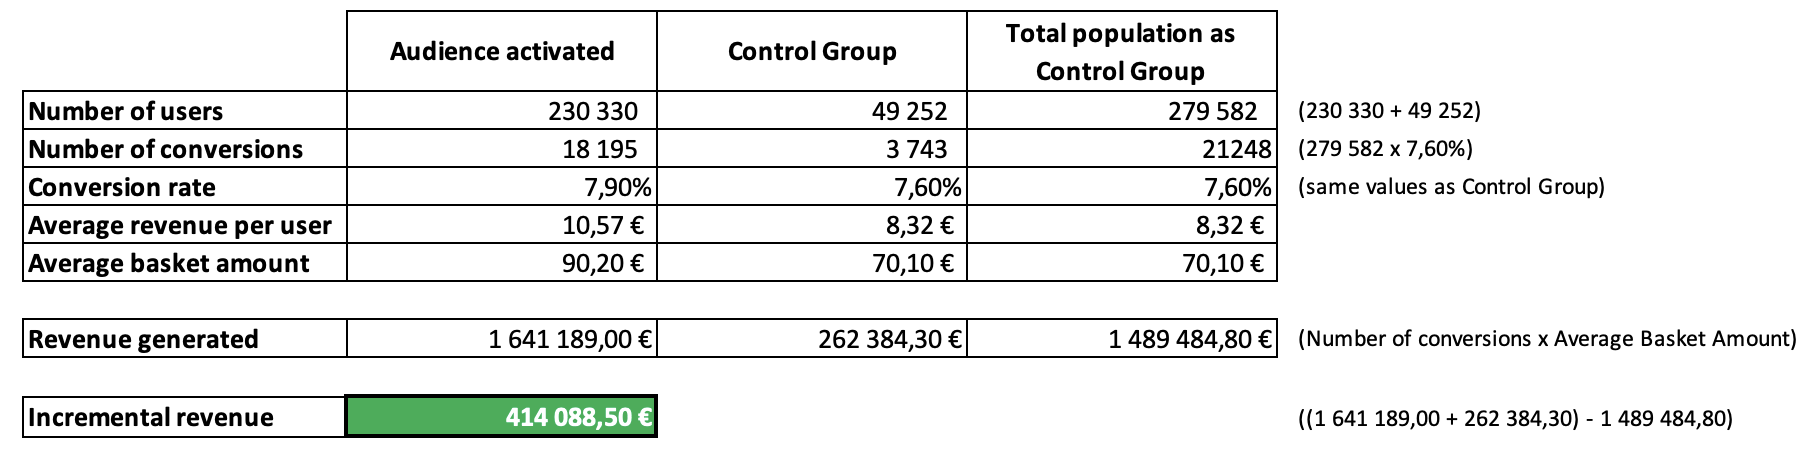 Audience activated Control Group Total population as
Control Group
Number of users 230 330 49 252 279 582 (230 330 + 49 252)
Number of conversions 18 195 3 743 21248 (279 582 x 7,60%)
Conversion rate 7,90% 7,60% 7,60% (same values as Control Group)
Average revenue per user 10,57 € 8,32 € 8,32 €
Average basket amount 90,20 € 70,10 € 70,10 €
Revenue generated 1 641 189,00 € 262 384,30 € 1 489 484,80 € (Number of conversions x Average Basket Amount)
Incremental revenue 414 088,50 € ((1 641 189,00 + 262 384,30) - 1 489 484,80)